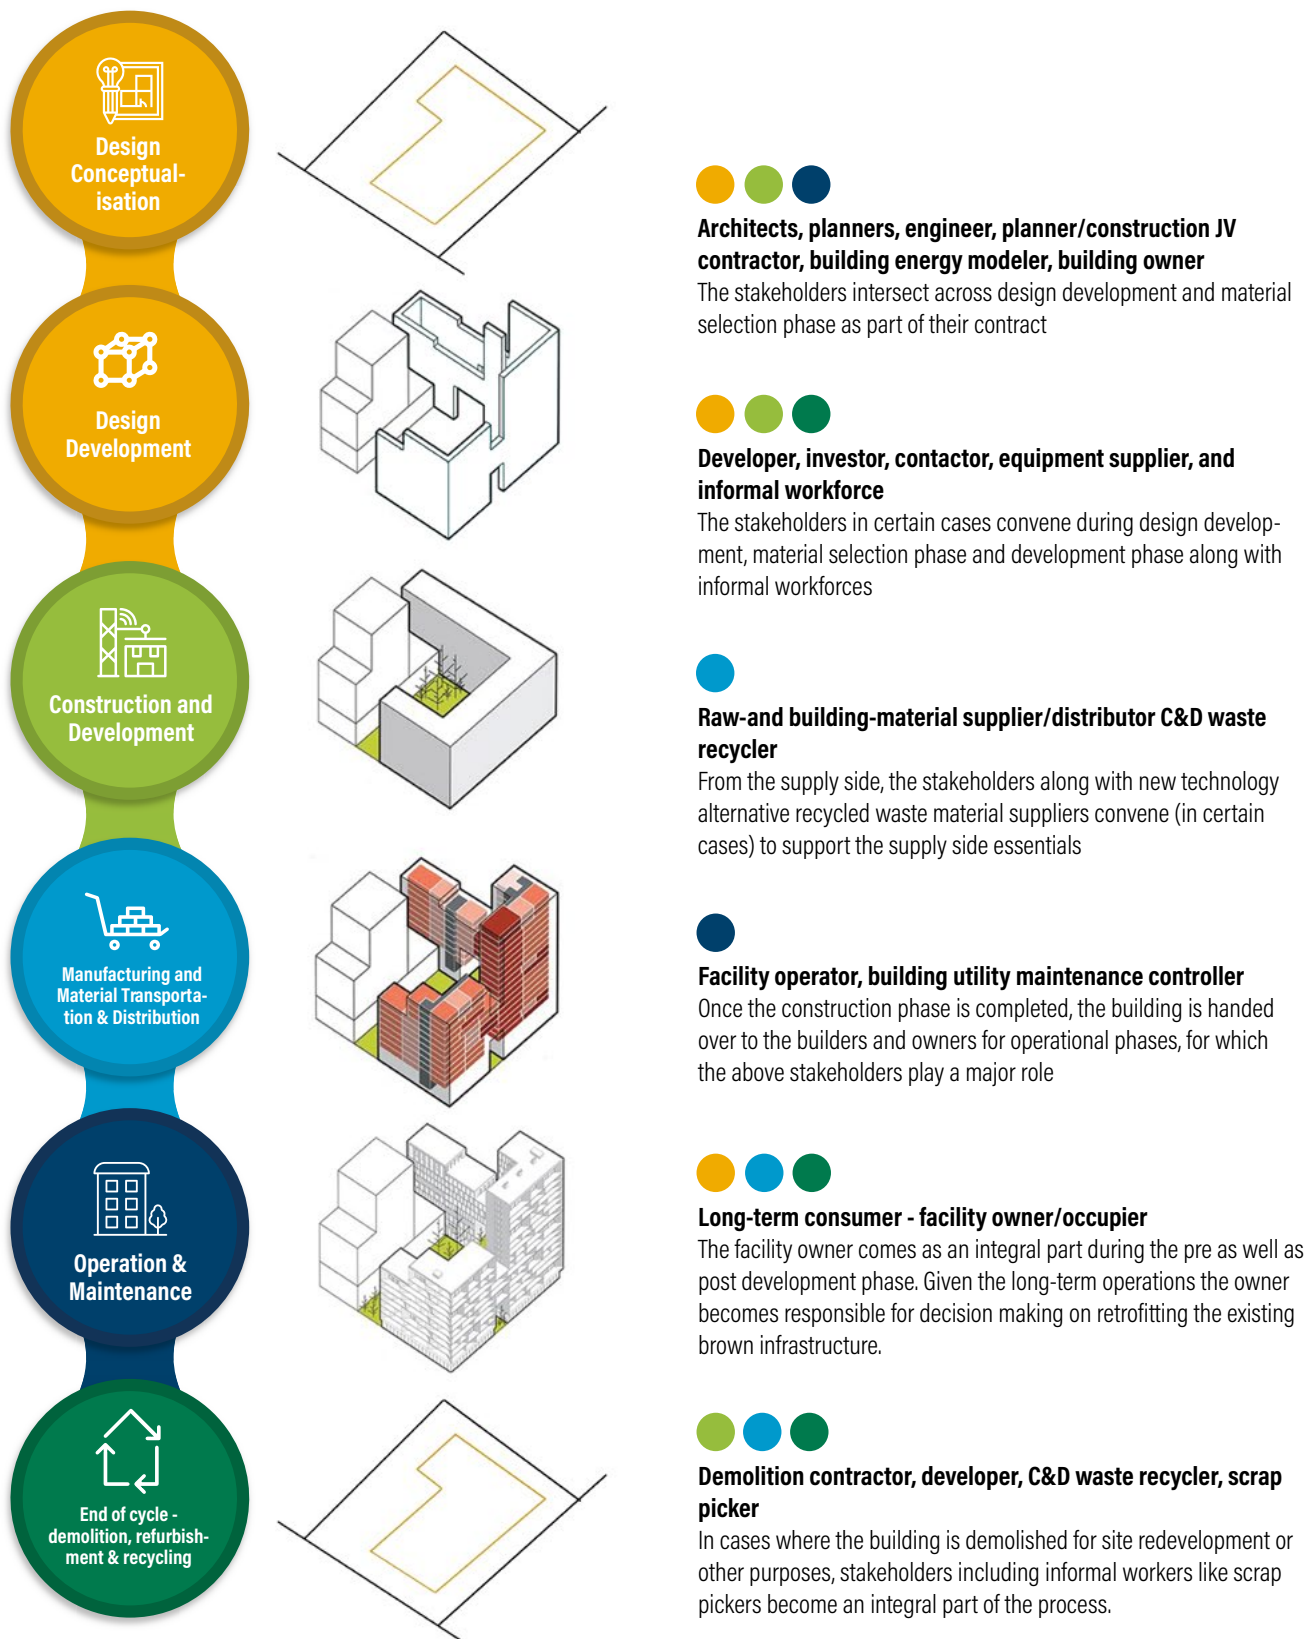 Design
Conceptual-
isation
Design
Development
Construction and
Development
Manufacturing and
Material Transporta-
tion & Distribution
Operation &
Maintenance
End of cycle -
demolition, refurbish-
ment & recycling
Architects, planners, engineer, planner/construction JV
contractor, building energy modeler, building owner
The stakeholders intersect across design development and material
selection phase as part of their contract
Developer, investor, contactor, equipment supplier, and
informal workforce
The stakeholders in certain cases convene during design develop-
ment, material selection phase and development phase along with
informal workforces
Raw-and building-material supplier/distributor C&D waste
recycler
From the supply side, the stakeholders along with new technology
alternative recycled waste material suppliers convene (in certain
cases) to support the supply side essentials
Facility operator, building utility maintenance controller
Once the construction phase is completed, the building is handed
over to the builders and owners for operational phases, for which
the above stakeholders play a major role
Long-term consumer - facility owner/occupier
The facility owner comes as an integral part during the pre as well as
post development phase. Given the long-term operations the owner
becomes responsible for decision making on retrofitting the existing
brown infrastructure.
Demolition contractor, developer, C&D waste recycler, scrap
picker
In cases where the building is demolished for site redevelopment or
other purposes, stakeholders including informal workers like scrap
pickers become an integral part of the process.